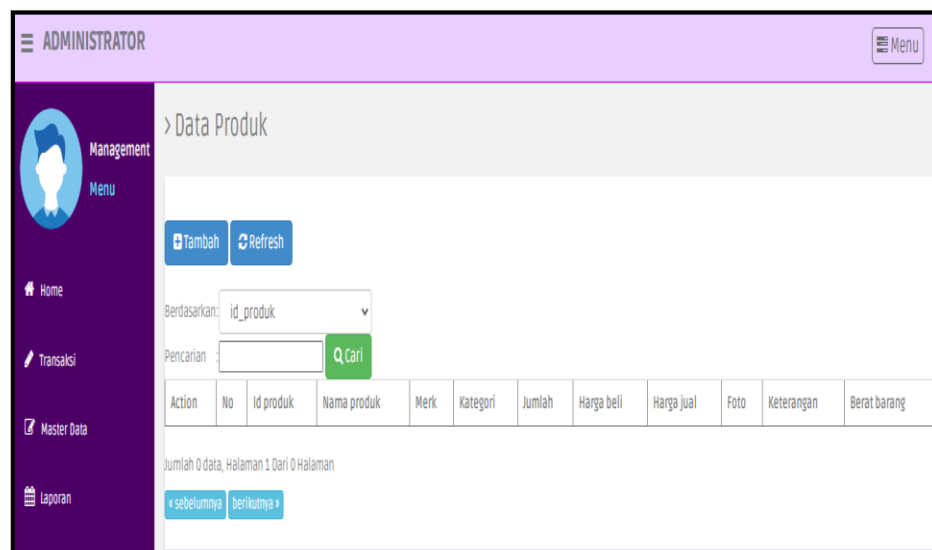 ADMINISTRATOR
Menu
Management
Menu
Home
Transaksi
Master Data
Laporan
> Data Produk
Tambah Refresh
Berdasarkan: id_produk
Pencarian : Cari
Action No Id produk Nama produk Merk Kategori Jumlah Harga beli Harga jual Foto Keterangan Berat barang
Jumlah 0 data, Halaman 1 Dari 0 Halaman
« sebelumnya berikutnya »